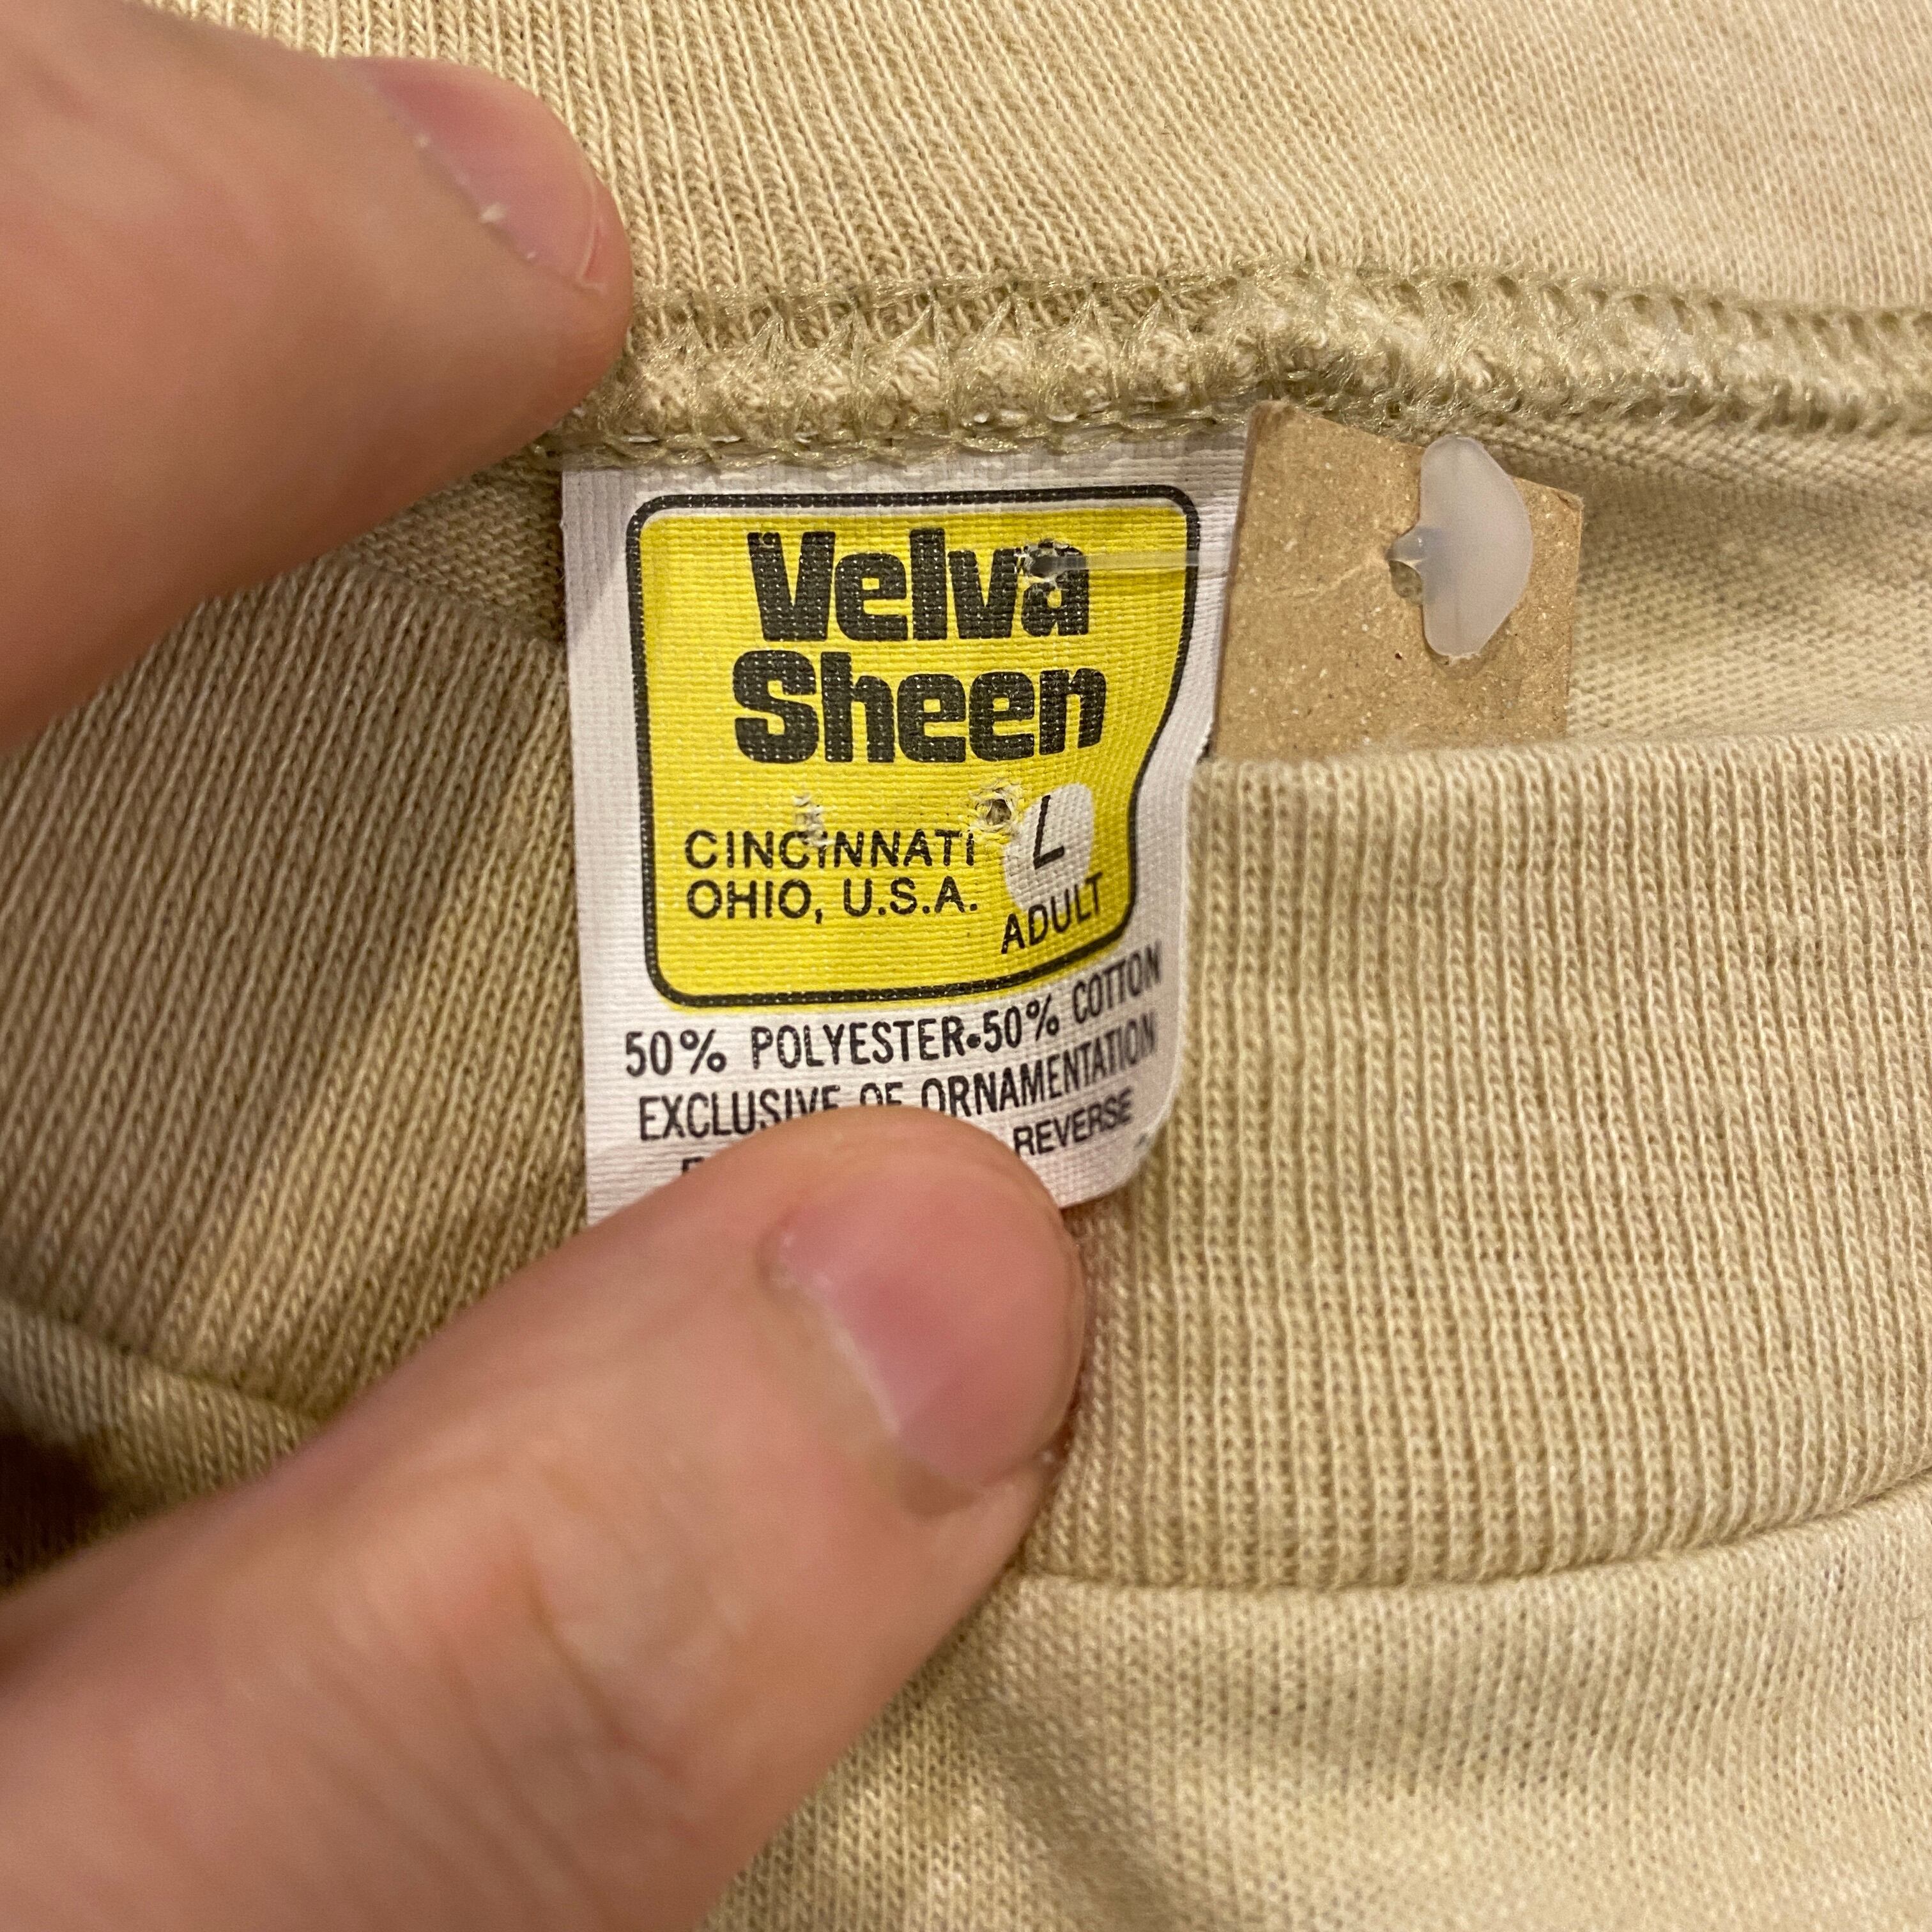 Velva
Sheen
CINCINNATI
OHIO, U.S.A.
L
ADULT
50% POLYESTER•50% COTTON
EXCLUSIVE OF ORNAMENTATION
REVERSE